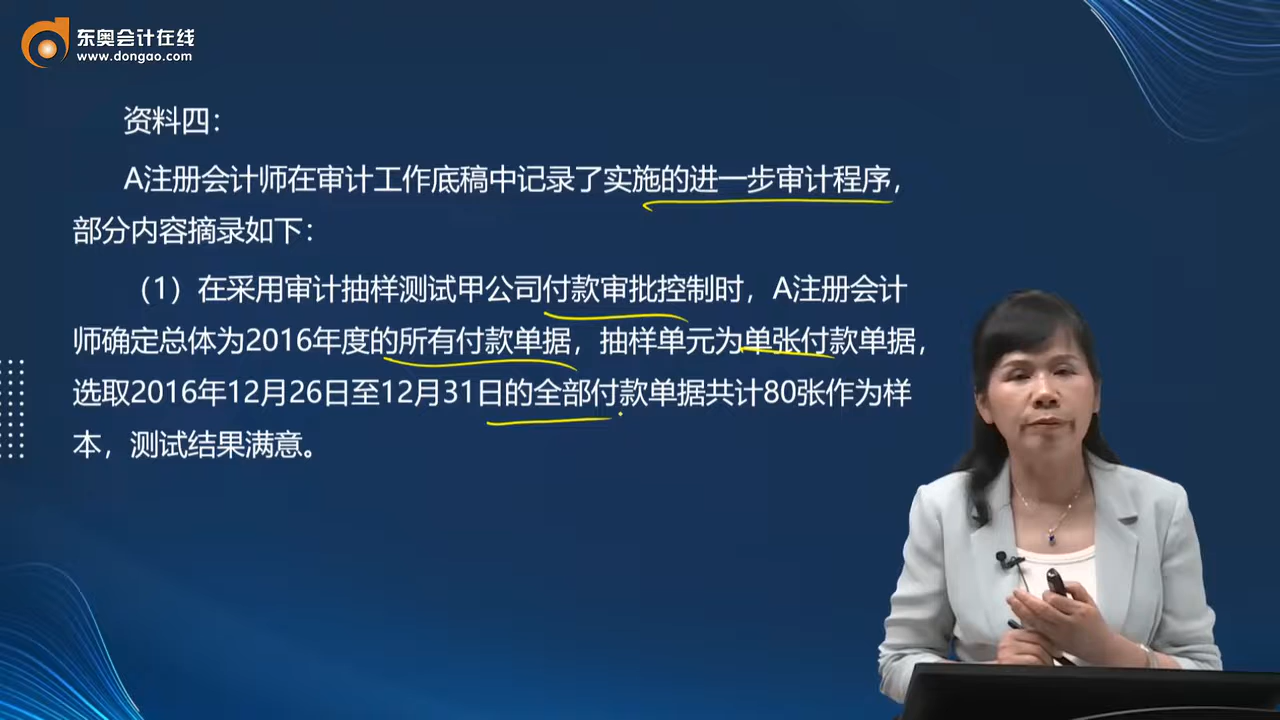 东奥会计在线
www.dongao.com
资料四：
A注册会计师在审计工作底稿中记录了实施的进一步审计程序，
部分内容摘录如下：
（1）在采用审计抽样测试甲公司付款审批控制时，A注册会计
师确定总体为2016年度的所有付款单据，抽样单元为单张付款单据，
选取2016年12月26日至12月31日的全部付款单据共计80张作为样
本，测试结果满意。